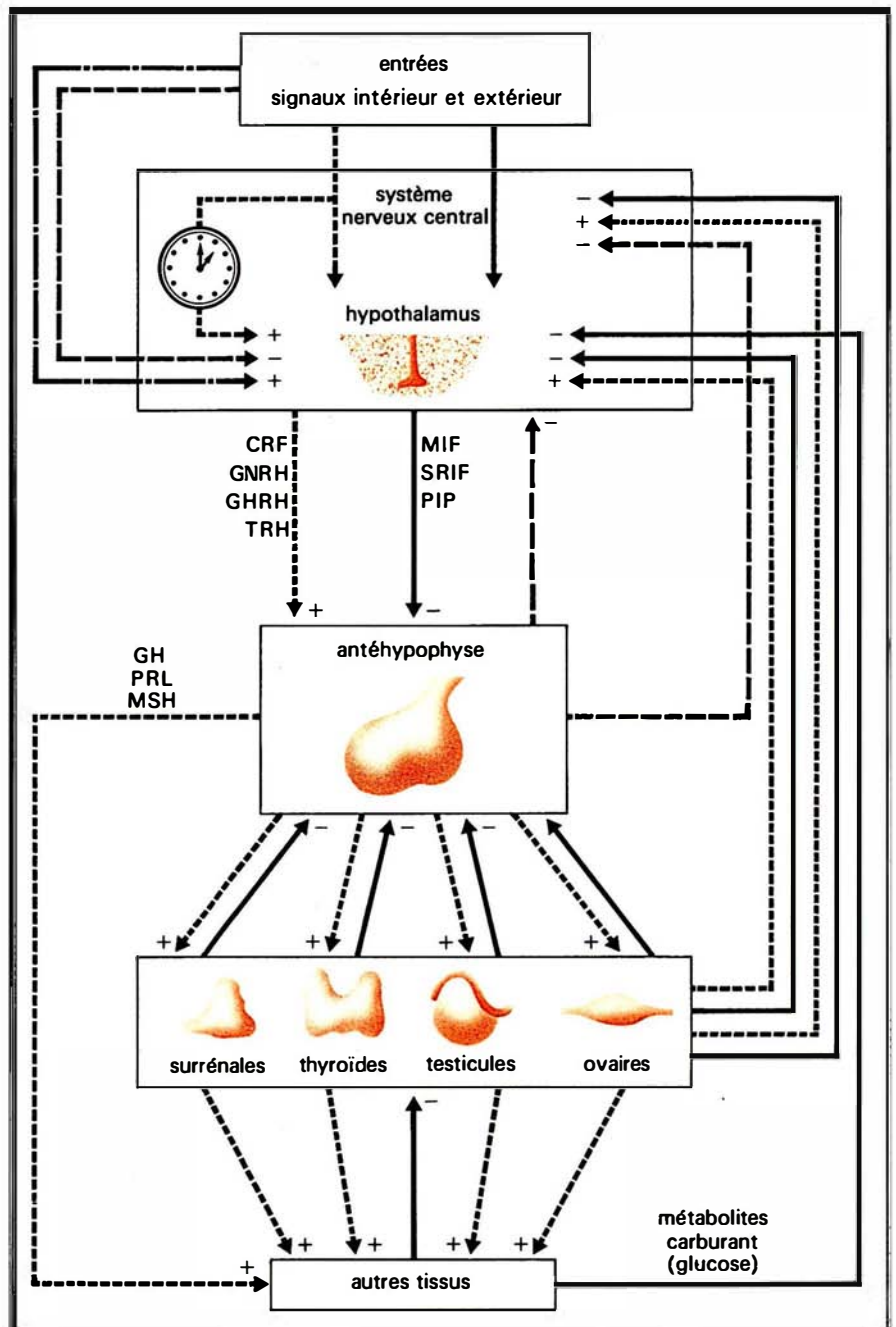 entrées
signaux intérieur et extérieur
système
nerveux central
−
+
−
hypothalamus
+
−
+
−
−
+
−
CRF
GNRH
GHRH
TRH
MIF
SRIF
PIP
+
−
antéhypophyse
GH
PRL
MSH
−
−
−
+
+
+
+
surrénales
thyroïdes
testicules
ovaires
−
métabolites
carburant
(glucose)
+
+
+
+
+
autres tissus